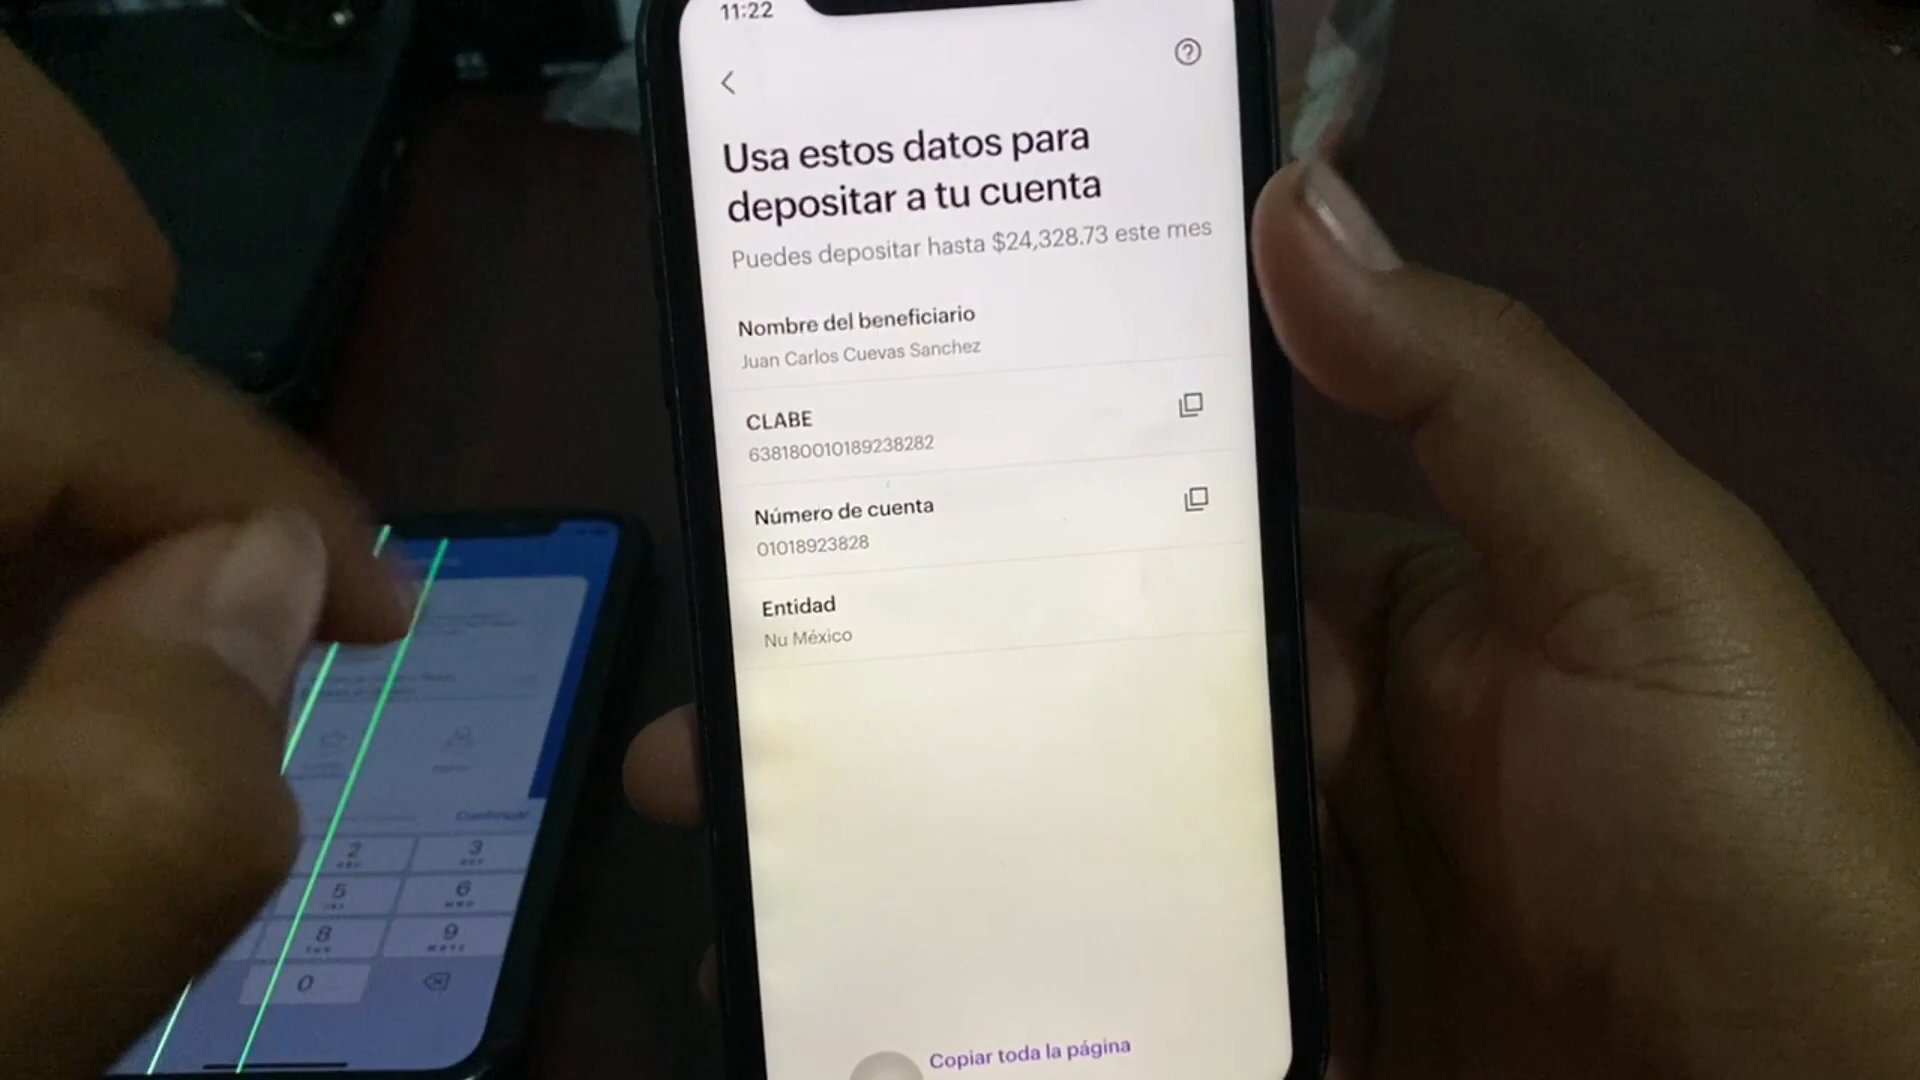 11:22
Usa estos datos para
depositar a tu cuenta
Puedes depositar hasta $24,328.73 este mes
Nombre del beneficiario
Juan Carlos Cuevas Sanchez
CLABE
638180010189238282
Número de cuenta
01018923828
Entidad
Nu México
Copiar toda la página
Continuar
2
3
5
6
8
9
0